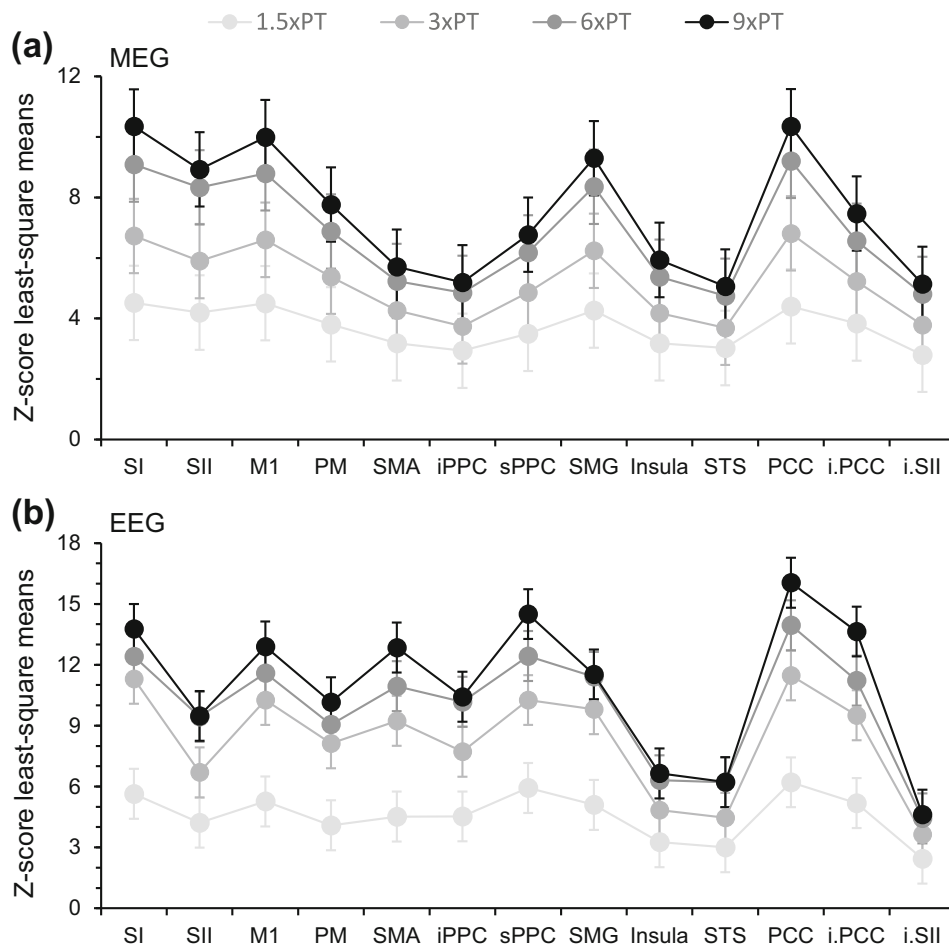 1.5xPT 3xPT 6xPT 9xPT
(a) MEG
Z-score least-square means
12
8
4
0
SI SII M1 PM SMA iPPC sPPC SMG Insula STS PCC i.PCC i.SII
(b) EEG
Z-score least-square means
18
15
12
9
6
3
0
SI SII M1 PM SMA iPPC sPPC SMG Insula STS PCC i.PCC i.SII